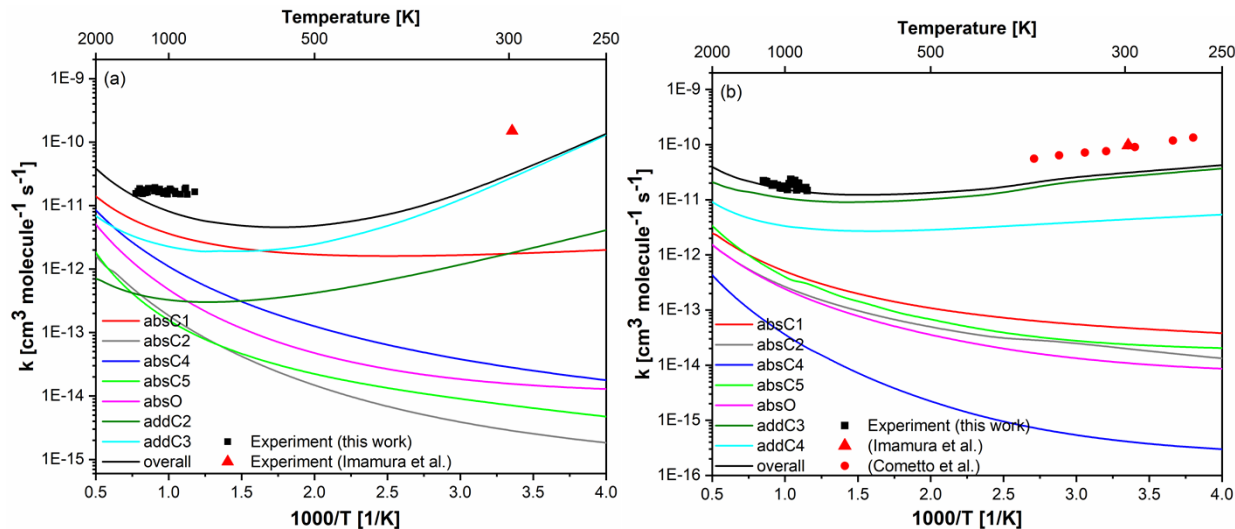 Temperature [K]
2000 1000 500 300 250
(a)
1E-9
1E-10
1E-11
1E-12
1E-13
1E-14
1E-15
k [cm³ molecule⁻¹ s⁻¹]
absC1
absC2
absC4
absC5
absO
addC2
addC3
overall
Experiment (this work)
Experiment (Imamura et al.)
0.5 1.0 1.5 2.0 2.5 3.0 3.5 4.0
1000/T [1/K]
Temperature [K]
2000 1000 500 300 250
(b)
1E-9
1E-10
1E-11
1E-12
1E-13
1E-14
1E-15
1E-16
k [cm³ molecule⁻¹ s⁻¹]
absC1
absC2
absC4
absC5
absO
addC3
addC4
overall
Experiment (this work)
(Imamura et al.)
(Cometto et al.)
0.5 1.0 1.5 2.0 2.5 3.0 3.5 4.0
1000/T [1/K]